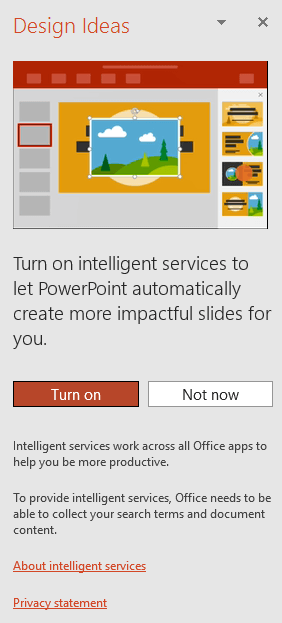 Design Ideas
Turn on intelligent services to
let PowerPoint automatically
create more impactful slides for
you.
Turn on
Not now
Intelligent services work across all Office apps to
help you be more productive.
To provide intelligent services, Office needs to be
able to collect your search terms and document
content.
About intelligent services
Privacy statement